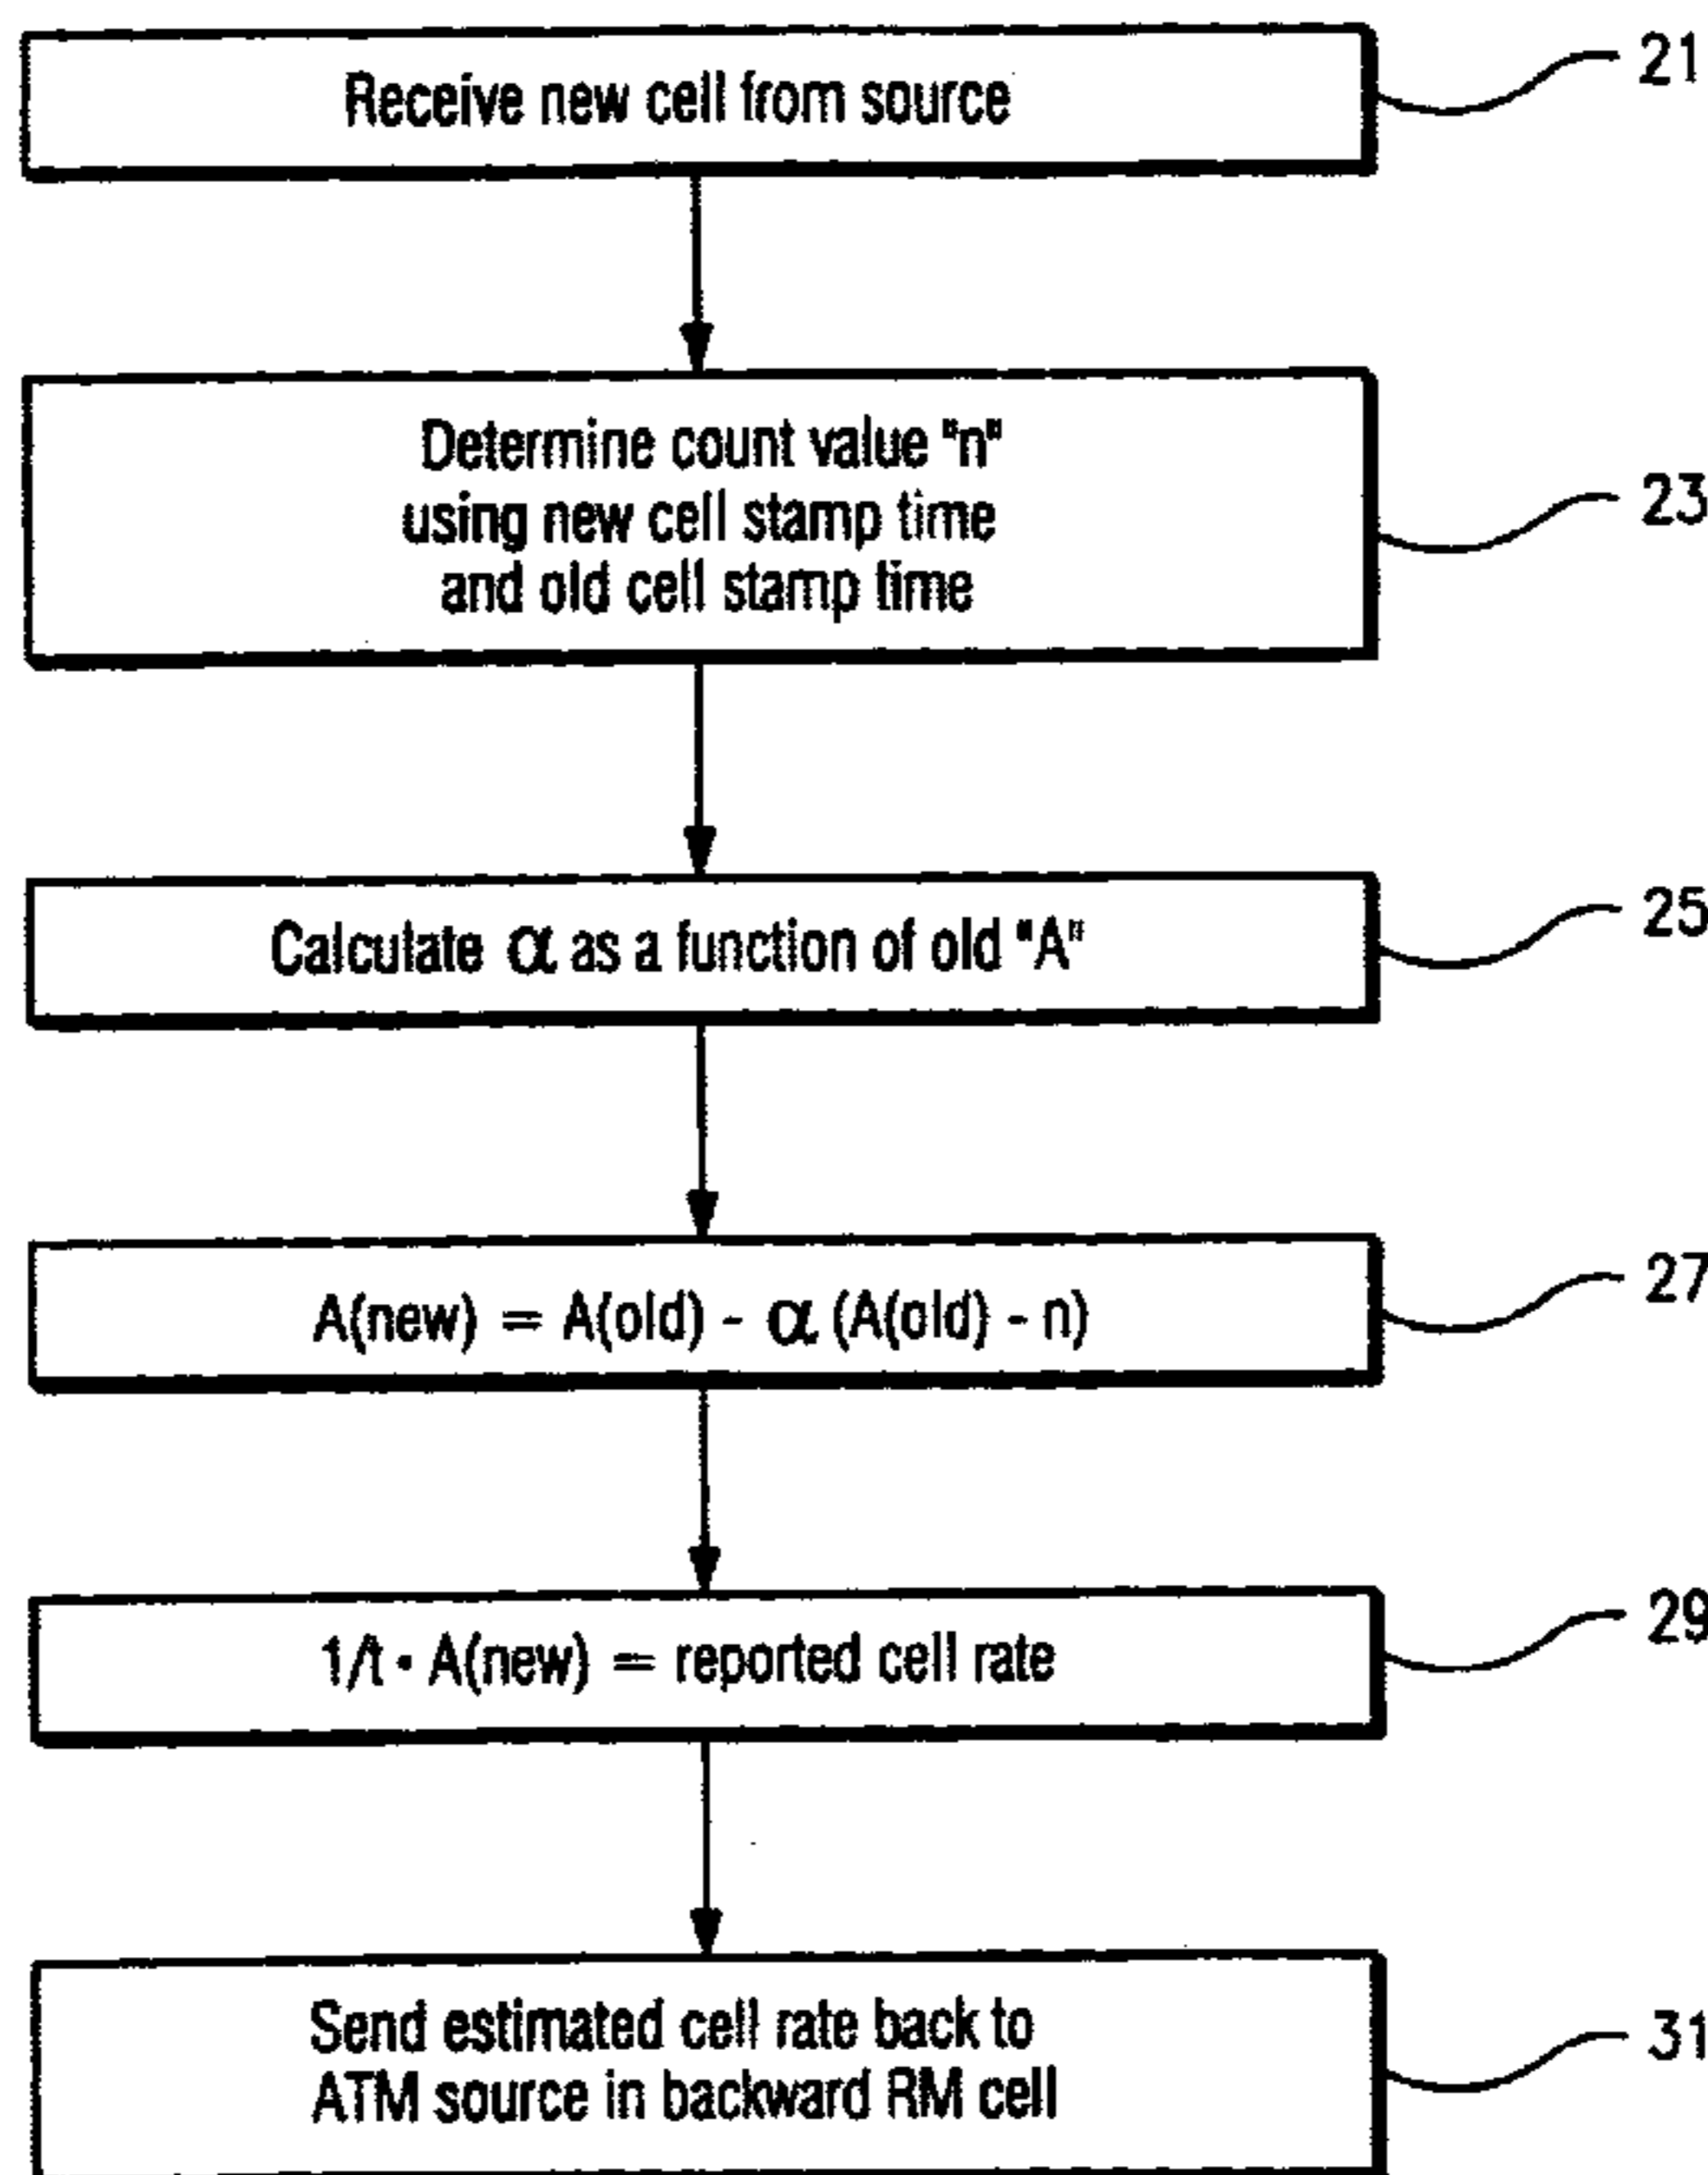 Receive new cell from source
21
Determine count value "n"
using new cell stamp time
and old cell stamp time
23
Calculate α as a function of old "A"
25
A(new) = A(old) - α (A(old) - n)
27
1/t · A(new) = reported cell rate
29
Send estimated cell rate back to
ATM source in backward RM cell
31